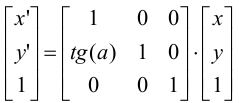 [x'] [1 0 0] [x]
[y'] = [tg(a) 1 0] · [y]
[1] [0 0 1] [1]